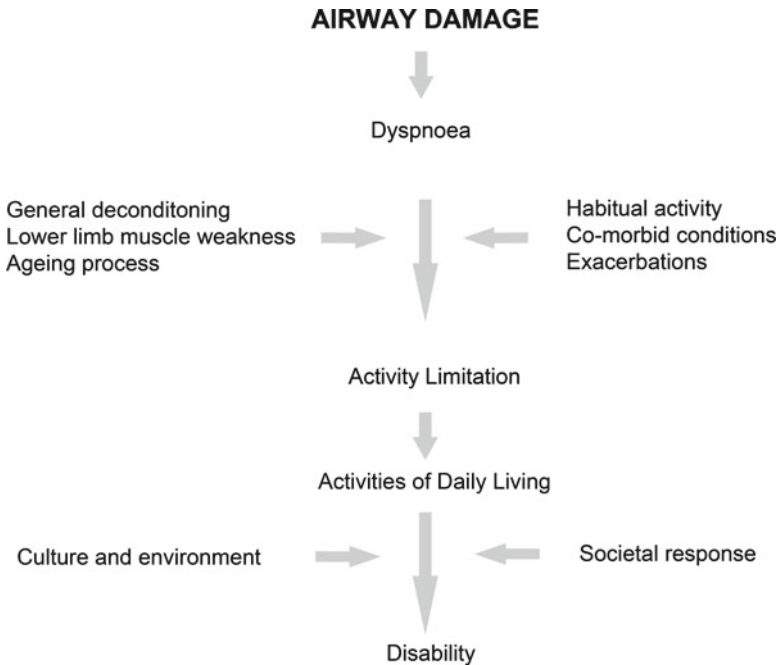 AIRWAY DAMAGE
Dyspnoea
General deconditoning
Lower limb muscle weakness
Ageing process
Habitual activity
Co-morbid conditions
Exacerbations
Activity Limitation
Activities of Daily Living
Culture and environment
Societal response
Disability